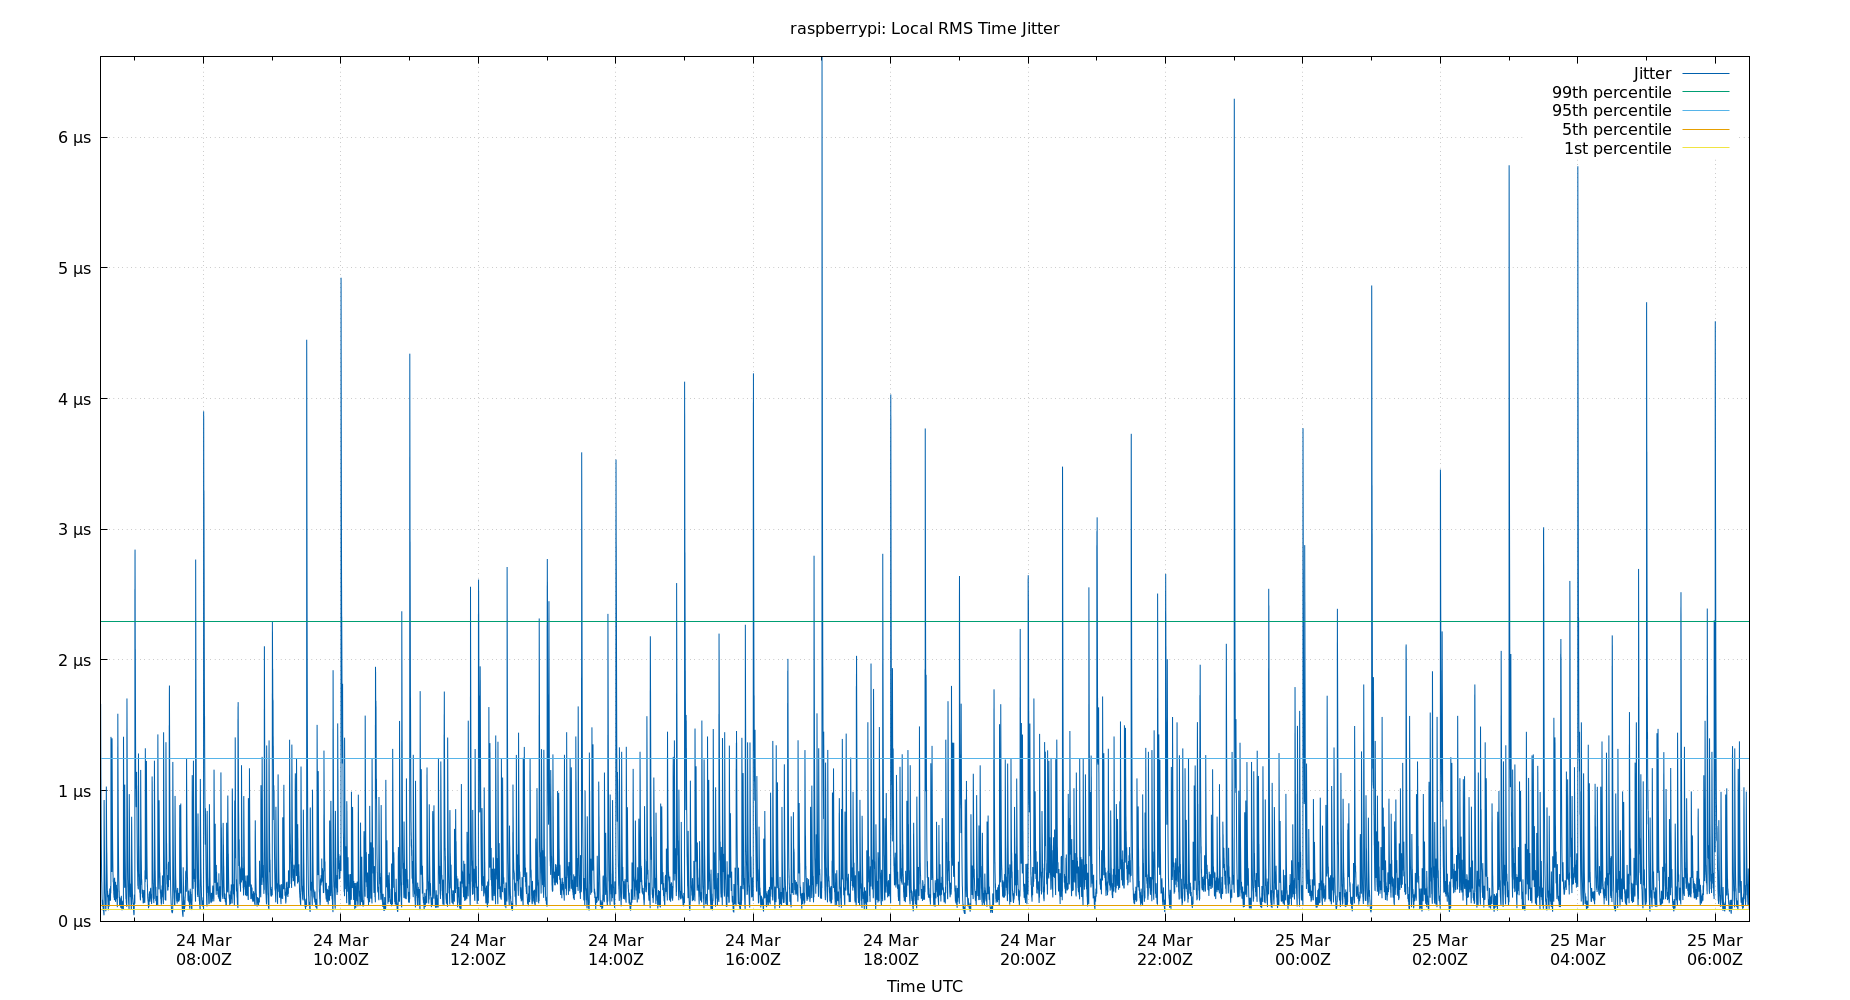 raspberrypi: Local RMS Time Jitter
Jitter
99th percentile
95th percentile
5th percentile
1st percentile
6 µs
5 µs
4 µs
3 µs
2 µs
1 µs
0 µs
24 Mar 24 Mar 24 Mar 24 Mar 24 Mar 24 Mar 24 Mar 24 Mar 25 Mar 25 Mar 25 Mar 25 Mar
08:00Z 10:00Z 12:00Z 14:00Z 16:00Z 18:00Z 20:00Z 22:00Z 00:00Z 02:00Z 04:00Z 06:00Z
Time UTC